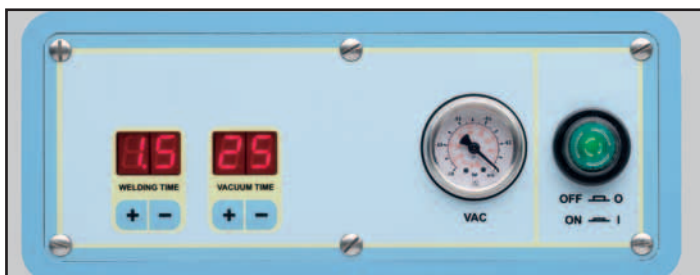 1.5 25
WELDING TIME VACUUM TIME
+ - + -
VAC
OFF O
ON I